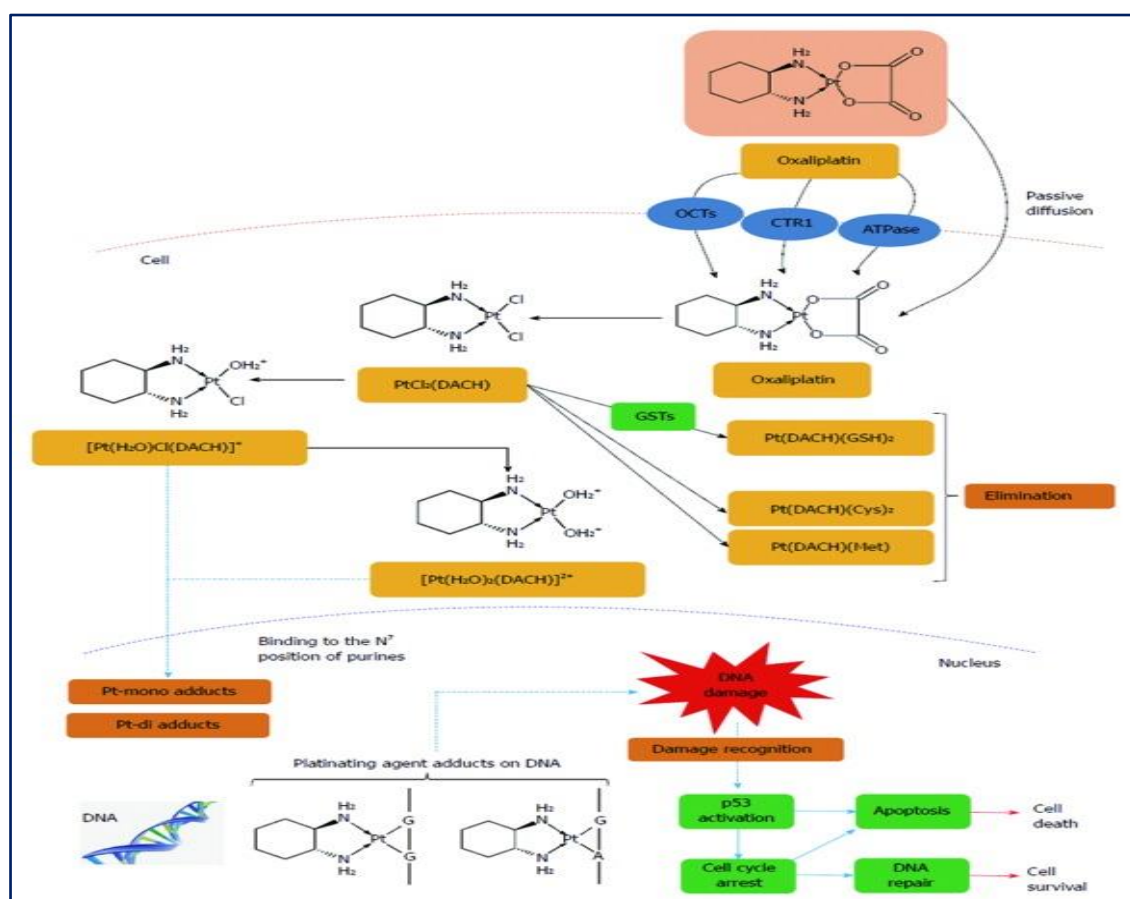 H₂
N
N
H₂
Pt
O
O
O
O
Oxaliplatin
OCTs
CTR1
ATPase
Passive
diffusion
Cell
H₂
N
N
H₂
Pt
Cl
Cl
H₂
N
N
H₂
Pt
O
O
O
O
H₂
N
N
H₂
Pt
OH₂⁺
Cl
PtCl₂(DACH)
Oxaliplatin
GSTs
Pt(DACH)(GSH)₂
[Pt(H₂O)Cl(DACH)]⁺
H₂
N
N
H₂
Pt
OH₂⁺
OH₂⁺
Pt(DACH)(Cys)₂
Elimination
Pt(DACH)(Met)
[Pt(H₂O)₂(DACH)]²⁺
Binding to the N⁷
position of purines
Nucleus
Pt-mono adducts
Pt-di adducts
DNA
damage
Damage recognition
Platinating agent adducts on DNA
DNA
H₂
N
N
H₂
Pt
G
G
H₂
N
N
H₂
Pt
G
A
p53
activation
Apoptosis
Cell
death
Cell cycle
arrest
DNA
repair
Cell
survival